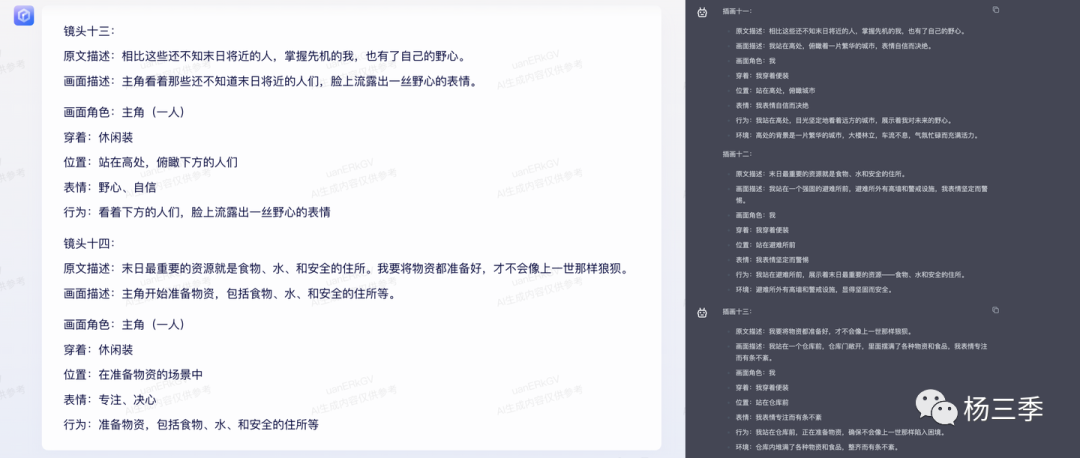 镜头十三：
原文描述：相比这些还不知末日将近的人，掌握先机的我，也有了自己的野心。
画面描述：主角看着那些还不知道末日将近的人们，脸上流露出一丝野心的表情。
画面角色：主角（一人）
穿着：休闲装
位置：站在高处，俯瞰下方的人们
表情：野心、自信
行为：看着下方的人们，脸上流露出一丝野心的表情
镜头十四：
原文描述：末日最重要的资源就是食物、水、和安全的住所。我要将物资都准备好，才不会像上一世那样狼狈。
画面描述：主角开始准备物资，包括食物、水、和安全的住所等。
画面角色：主角（一人）
穿着：休闲装
位置：在准备物资的场景中
表情：专注、决心
行为：准备物资，包括食物、水、和安全的住所等
插画十一：
原文描述：相比这些还不知末日将近的人，掌握先机的我，也有了自己的野心。
画面描述：我站在高处，俯瞰着一片繁华的城市，表情自信而决绝。
画面角色：我
穿着：我穿着便装
位置：站在高处，俯瞰城市
表情：我表情自信而决绝
行为：我站在高处，目光坚定地看着远方的城市，展示着我对未来的野心。
环境：高处的背景是一片繁华的城市，大楼林立，车流不息，气氛忙碌而充满活力。
插画十二：
原文描述：末日最重要的资源就是食物、水和安全的住所。
画面描述：我站在一个强固的避难所前，避难所外有高墙和警戒设施，我表情坚定而警
惕。
画面角色：我
穿着：我穿着便装
位置：站在避难所前
表情：我表情坚定而警惕
行为：我站在避难所前，展示着末日最重要的资源——食物、水和安全的住所。
环境：避难所外有高墙和警戒设施，显得坚固而安全。
插画十三：
原文描述：我要将物资都准备好，才不会像上一世那样狼狈。
画面描述：我站在一个仓库前，仓库门敞开，里面摆满了各种物资和食品，我表情专注
而有条不紊。
画面角色：我
穿着：我穿着便装
位置：站在仓库前
表情：我表情专注而有条不紊
行为：我站在仓库前，正在准备物资，确保不会像上一世那样陷入困境。
环境：仓库内堆满了各种物资和食品，整齐而有条不紊。
杨三季